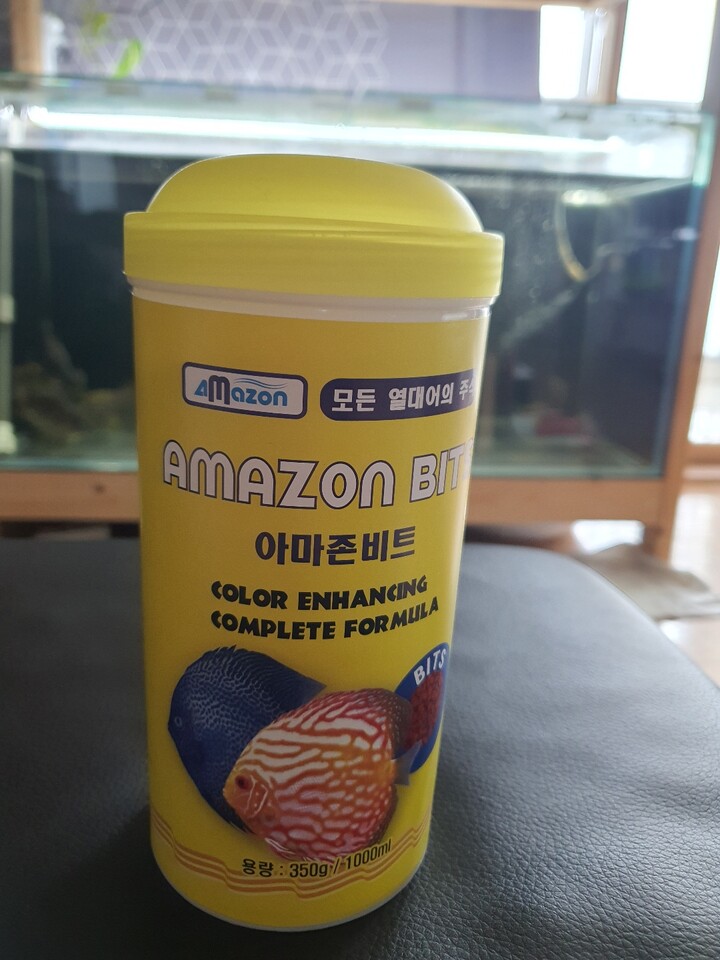 AMazon
모든 열대어의
AMAZON
아마존비트
COLOR ENHANCING
COMPLETE FORMULA
BITS
용량 : 350g / 1000ml